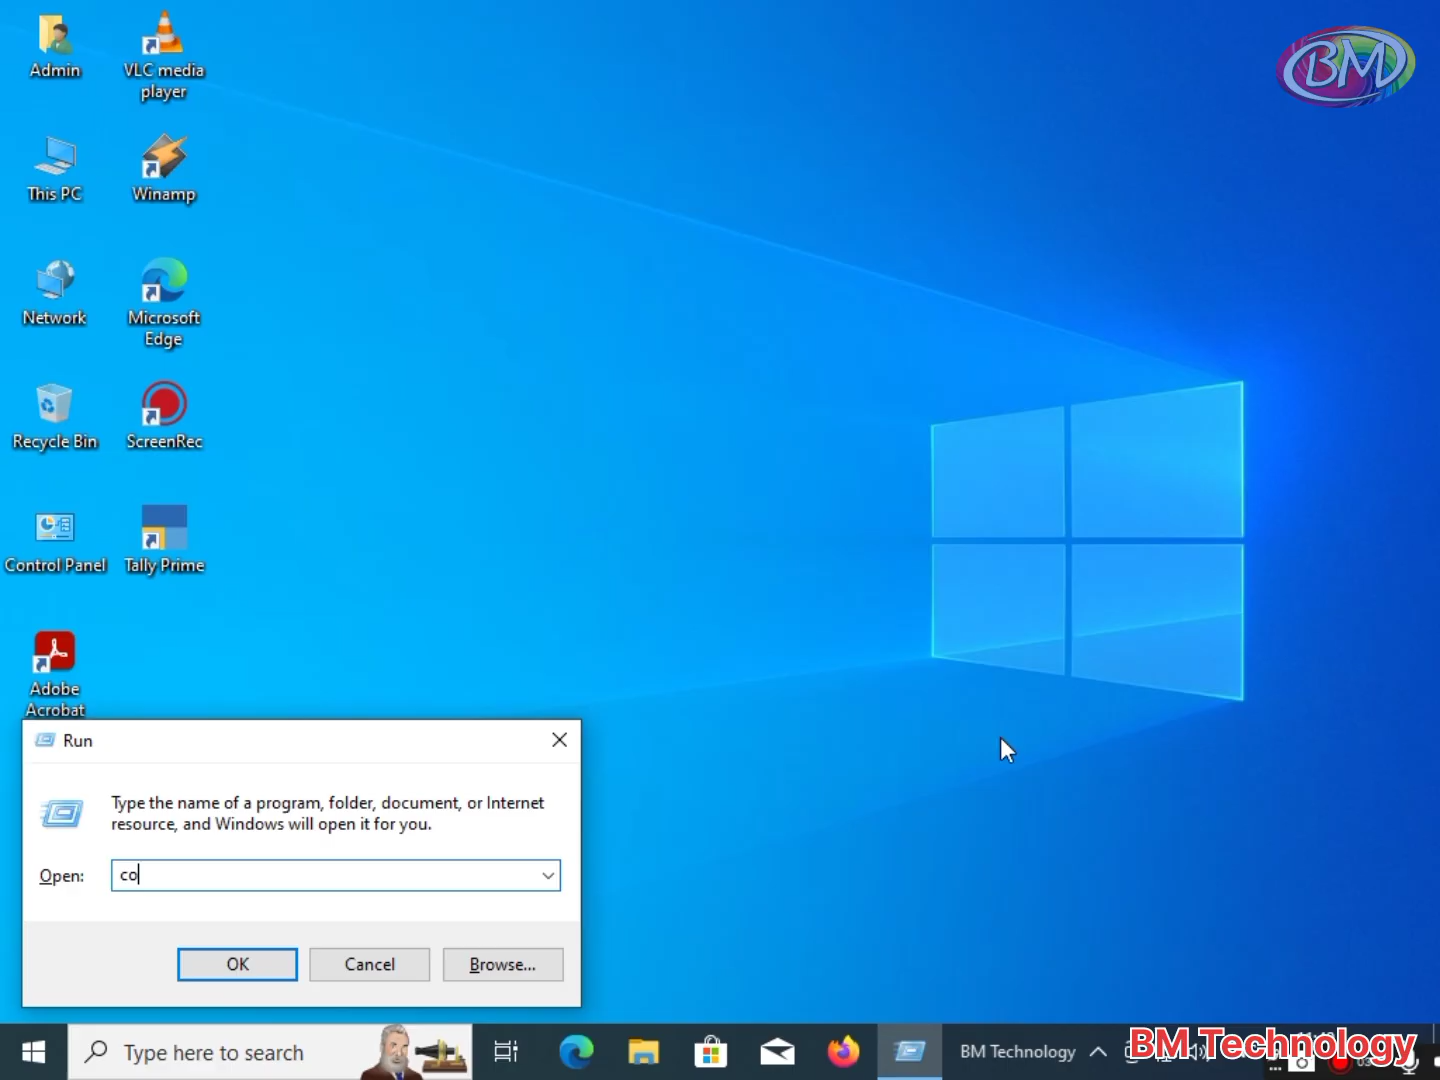 BM
Admin
VLC media
player
This PC
Winamp
Network
Microsoft
Edge
Recycle Bin
ScreenRec
Control Panel
Tally Prime
Adobe
Acrobat
Run
Type the name of a program, folder, document, or Internet
resource, and Windows will open it for you.
Open:
co
OK
Cancel
Browse...
Type here to search
BM Technology
BM Technology